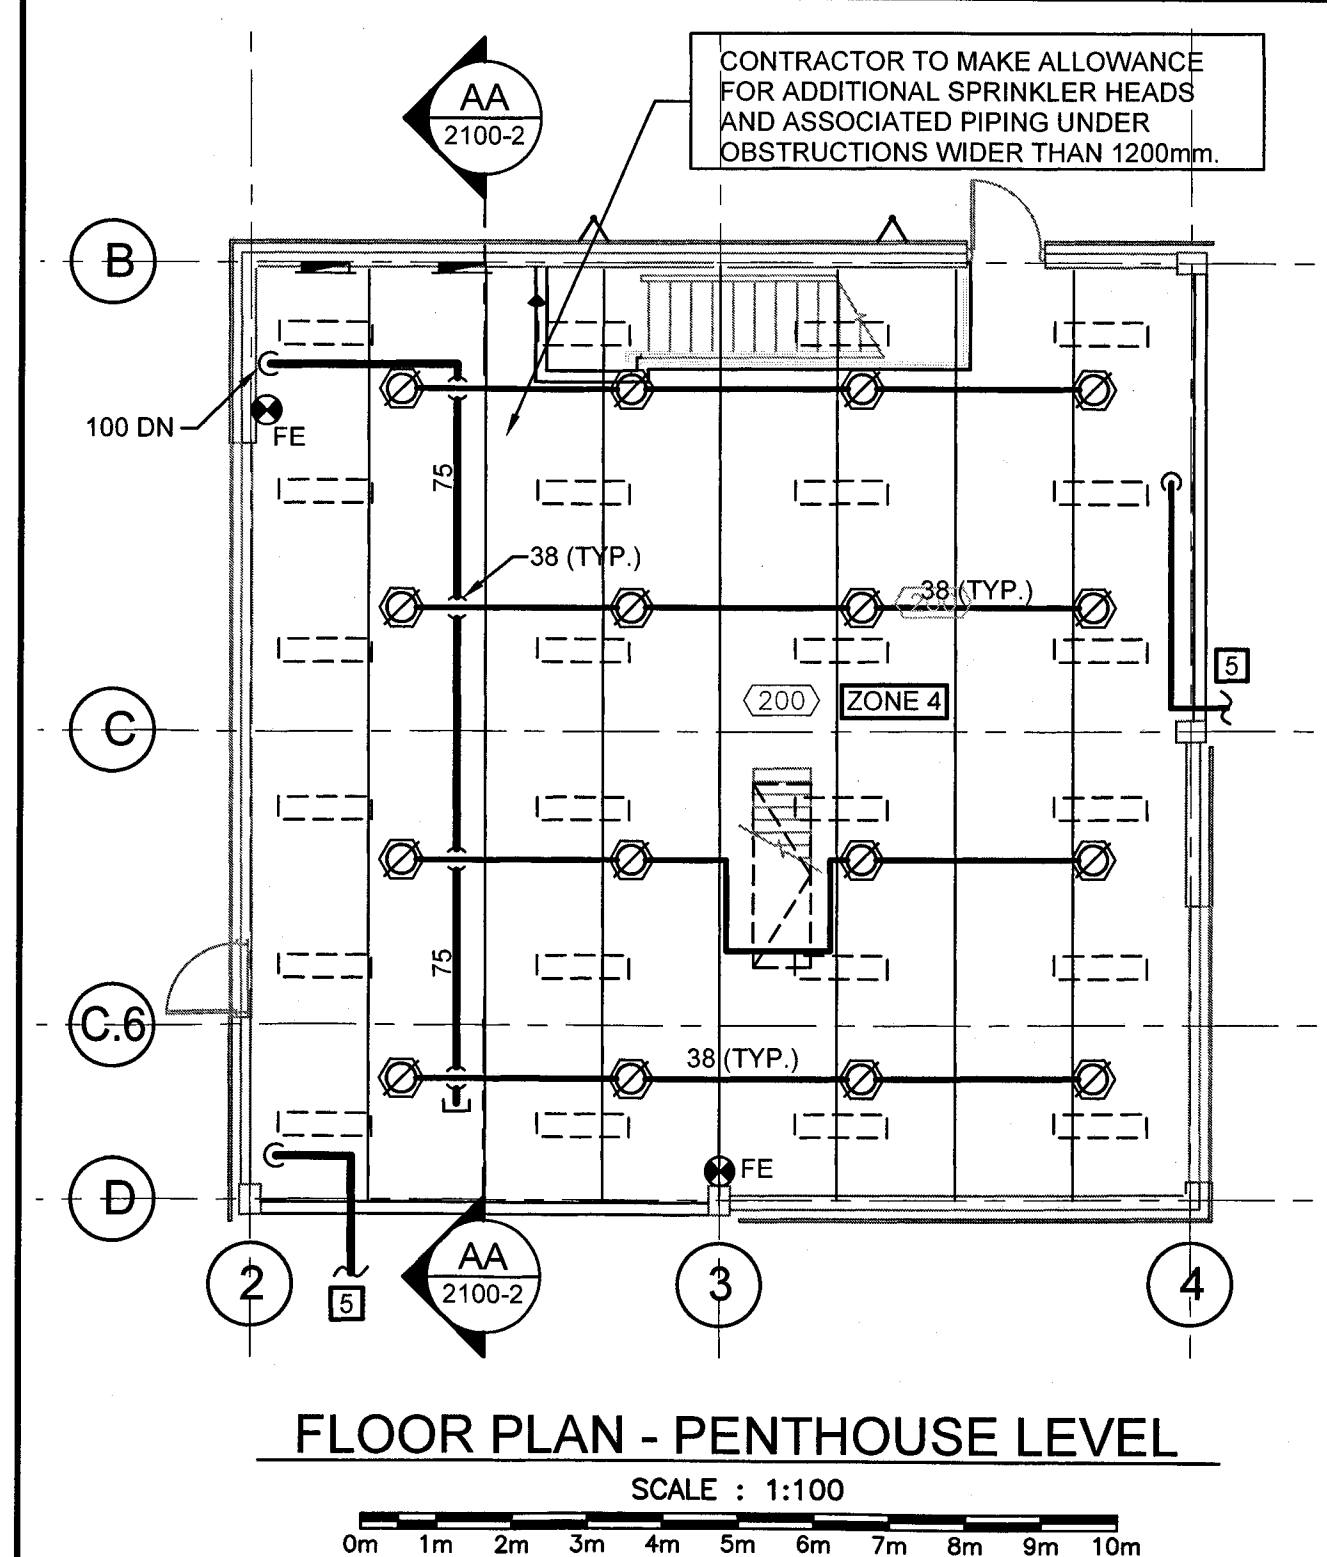 CONTRACTOR TO MAKE ALLOWANCE
FOR ADDITIONAL SPRINKLER HEADS
AND ASSOCIATED PIPING UNDER
OBSTRUCTIONS WIDER THAN 1200mm.
AA
2100-2
B
100 DN
FE
75
38 (TYP.)
38 (TYP.)
200
5
200
ZONE 4
C
75
C.6
38 (TYP.)
FE
D
AA
2100-2
2
5
3
4
FLOOR PLAN - PENTHOUSE LEVEL
SCALE : 1:100
0m 1m 2m 3m 4m 5m 6m 7m 8m 9m 10m